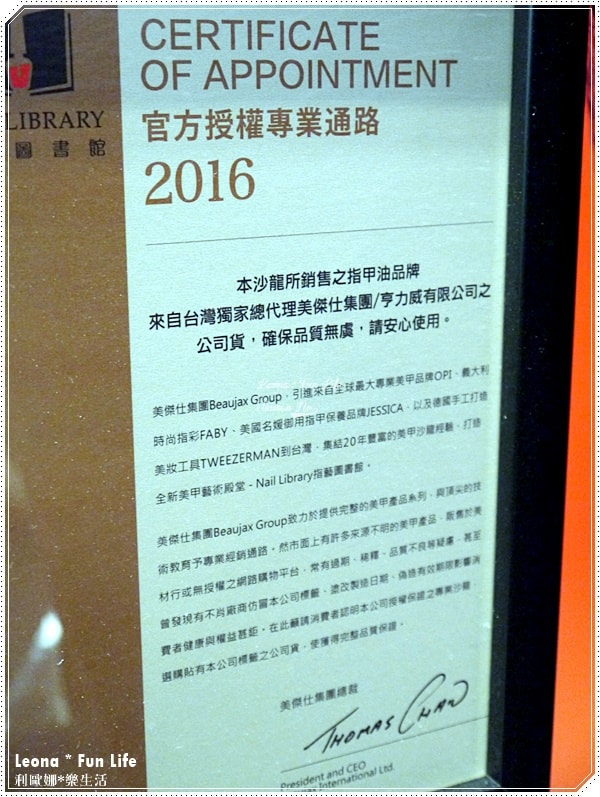 CERTIFICATE
OF APPOINTMENT
官方授權專業通路
2016
LIBRARY
圖書館
本沙龍所銷售之指甲油品牌
來自台灣獨家總代理美傑仕集團/亨力威有限公司之
公司貨，確保品質無虞，請安心使用。
美傑仕集團Beaujax Group，引進來自全球最大專業美甲品牌OPI、義大利
時尚指彩FABY、美國名媛御用指甲保養品牌JESSICA，以及德國手工打造
美妝工具TWEEZERMAN到台灣，集結20年豐富的美甲沙龍經驗，打造
全新美甲藝術殿堂 - Nail Library指藝圖書館。
美傑仕集團Beaujax Group致力於提供完整的美甲產品系列，與頂尖的技
術教育予專業經銷通路。然市面上有許多來源不明的美甲產品，販售於美
材行或無授權之網路購物平台，常有過期、稀釋、品質不良等疑慮，甚至
曾發現有不肖廠商仿冒本公司標籤、塗改製造日期、偽造有效期限影響消
費者健康與權益甚鉅。在此籲請消費者認明本公司授權保證之專業沙龍，
選購貼有本公司標籤之公司貨，使獲得完整品質保證。
美傑仕集團總裁
THOMAS CHAN
President and CEO
International Ltd.
Leona * Fun Life
利歐娜*樂生活